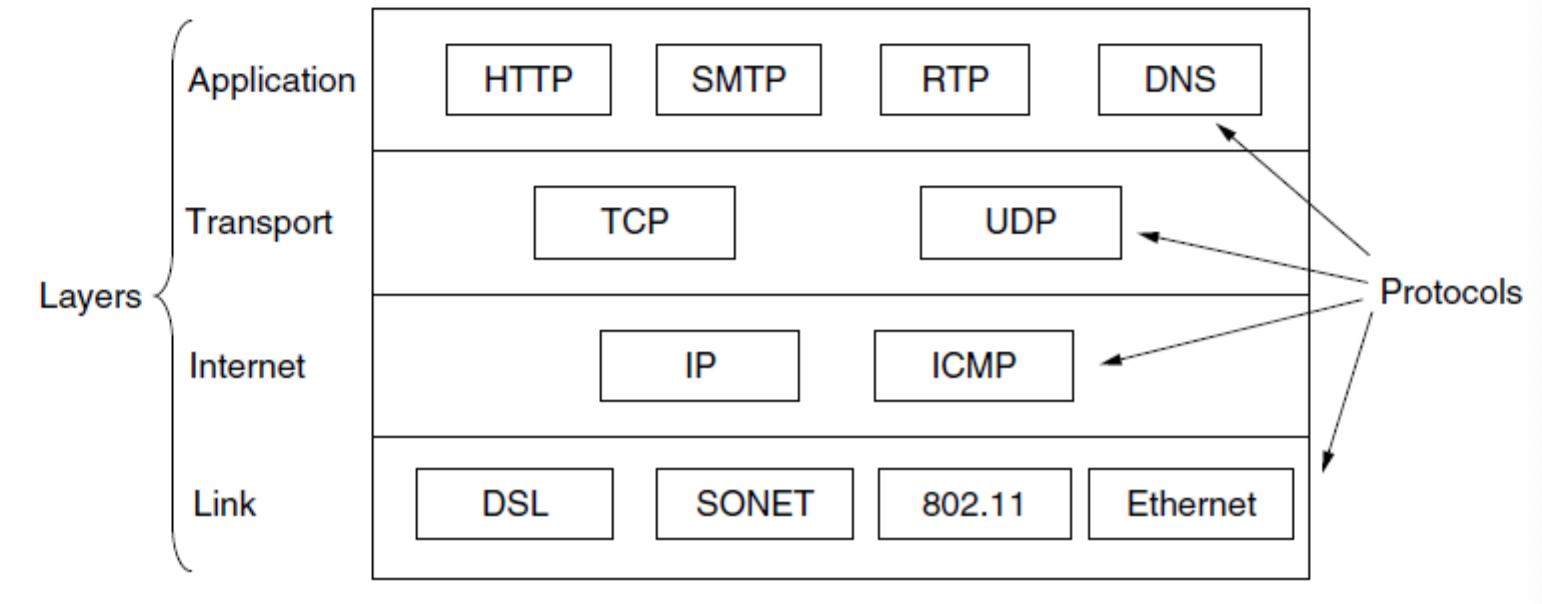 Application HTTP SMTP RTP DNS
Transport TCP UDP
Layers Protocols
Internet IP ICMP
Link DSL SONET 802.11 Ethernet